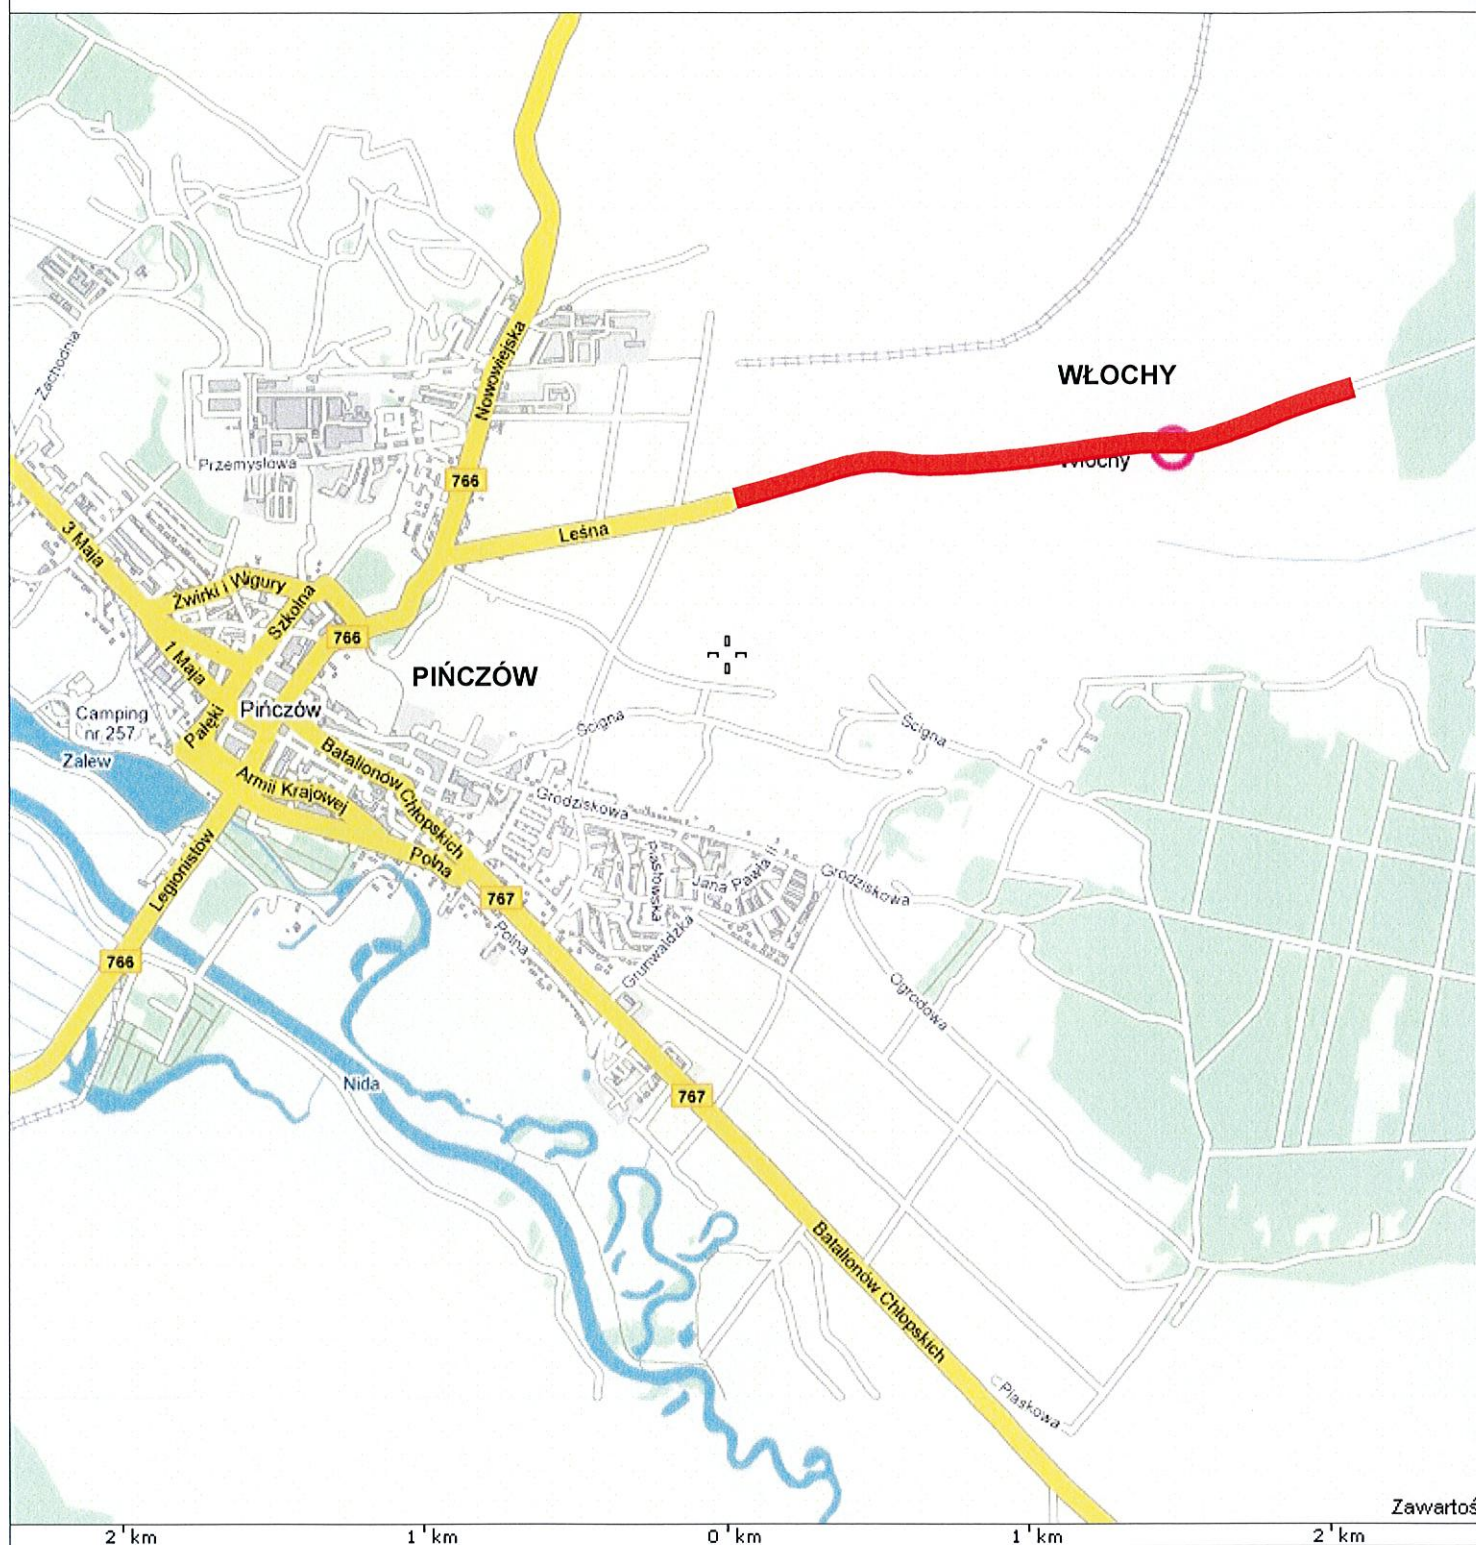 Zachodnia
Nowowiejska
WŁOCHY
Włochy
Przemysłowa
766
3 Maja
Leśna
Żwirki i Wigury
Szkolna
766
1 Maja
PIŃCZÓW
Camping
nr 257
Pałęki
Pińczów
Zalew
Ścigna
Ścigna
Batalionów Chłopskich
Armii Krajowej
Grodziskowa
Legionistów
Polna
Piastowska
Jana Pawła II
Grodziskowa
767
Polna
Grunwaldzka
766
Ogrodowa
Nida
767
Batalionów Chłopskich
Piaskowa
Zawartoś
2 km
1 km
0 km
1 km
2 km